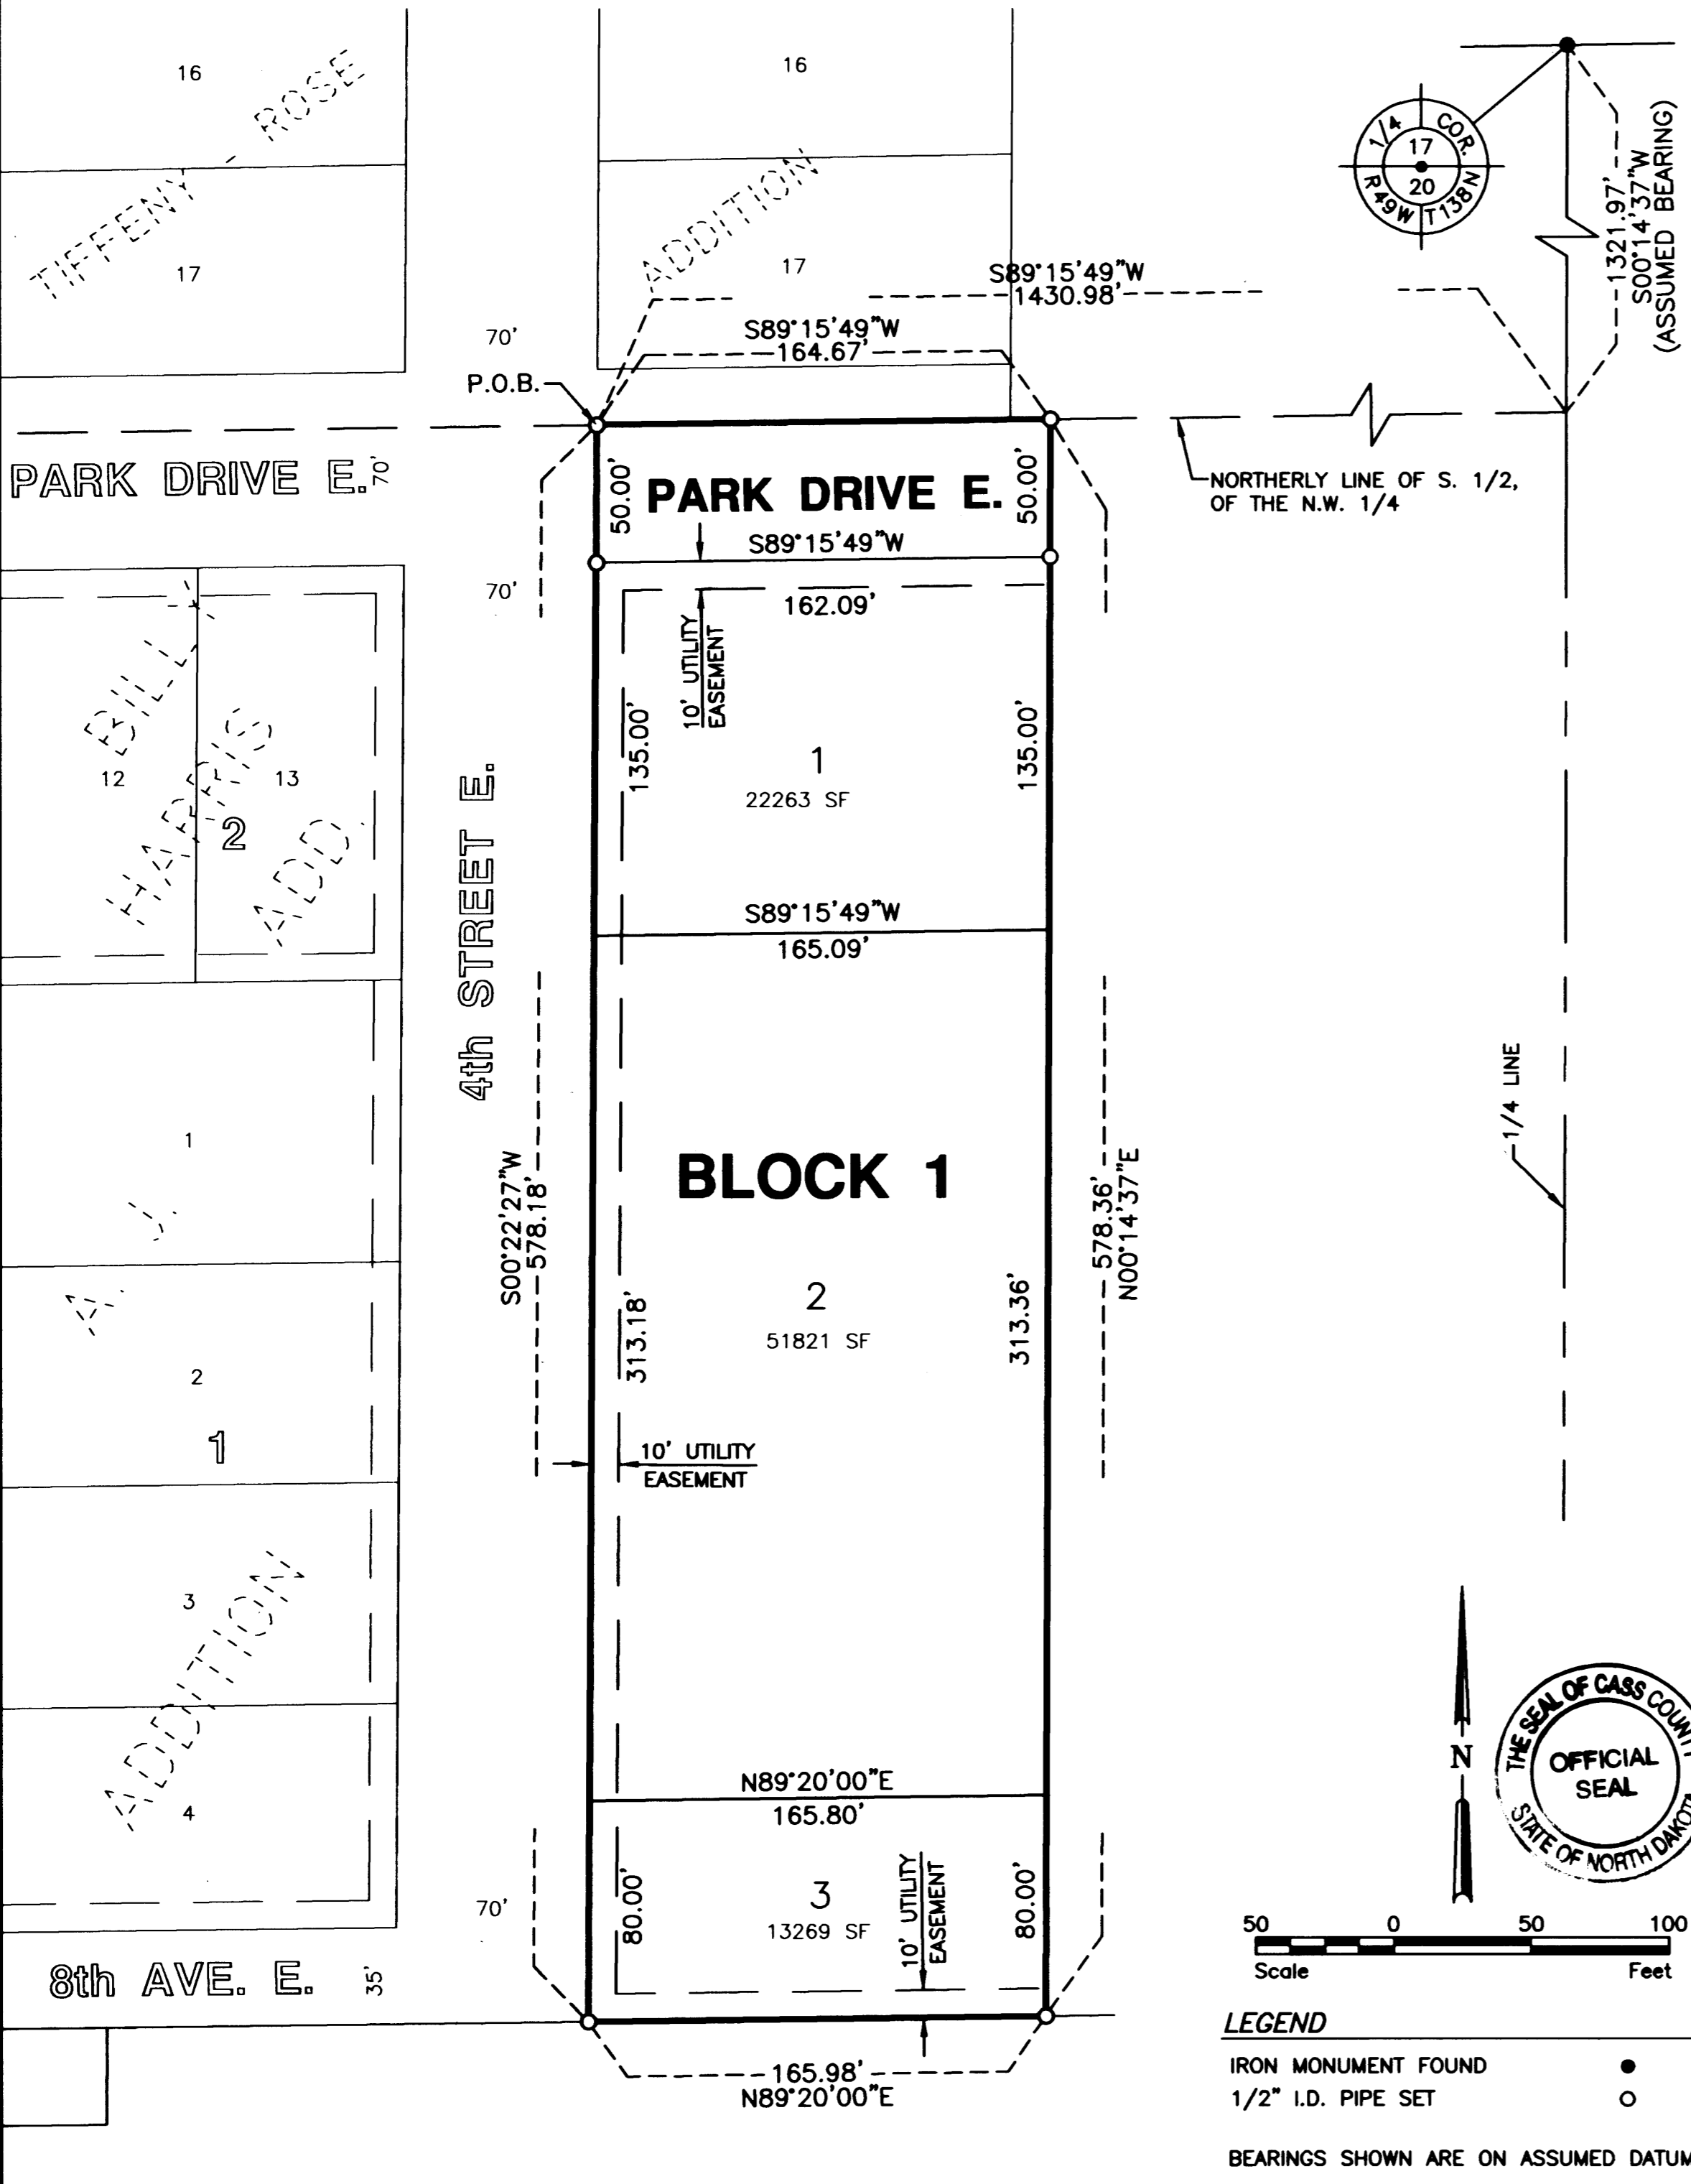 16
16
TIFFENY ROSE
ADDITION
17
17
1/4 COR.
17
20
R49W T138N
1321.97'
S00°14'37"W
(ASSUMED BEARING)
S89°15'49"W
1430.98'
70'
S89°15'49"W
164.67'
P.O.B.
PARK DRIVE E.
70'
50.00'
PARK DRIVE E.
50.00'
NORTHERLY LINE OF S. 1/2,
OF THE N.W. 1/4
S89°15'49"W
162.09'
70'
10' UTILITY
EASEMENT
BILL
HARRIS
ADD.
12
13
2
135.00'
135.00'
1
22263 SF
4th STREET E.
S89°15'49"W
165.09'
1/4 LINE
1
BLOCK 1
S00°22'27"W
578.18'
578.36'
N00°14'37"E
A. J.
ADDITION
2
51821 SF
313.18'
313.36'
2
1
10' UTILITY
EASEMENT
3
4
N89°20'00"E
165.80'
N
THE SEAL OF CASS COUNTY
OFFICIAL
SEAL
STATE OF NORTH DAKOTA
80.00'
3
13269 SF
10' UTILITY
EASEMENT
80.00'
70'
8th AVE. E.
35'
50 0 50 100
Scale Feet
165.98'
N89°20'00"E
LEGEND
IRON MONUMENT FOUND
1/2" I.D. PIPE SET
BEARINGS SHOWN ARE ON ASSUMED DATUM